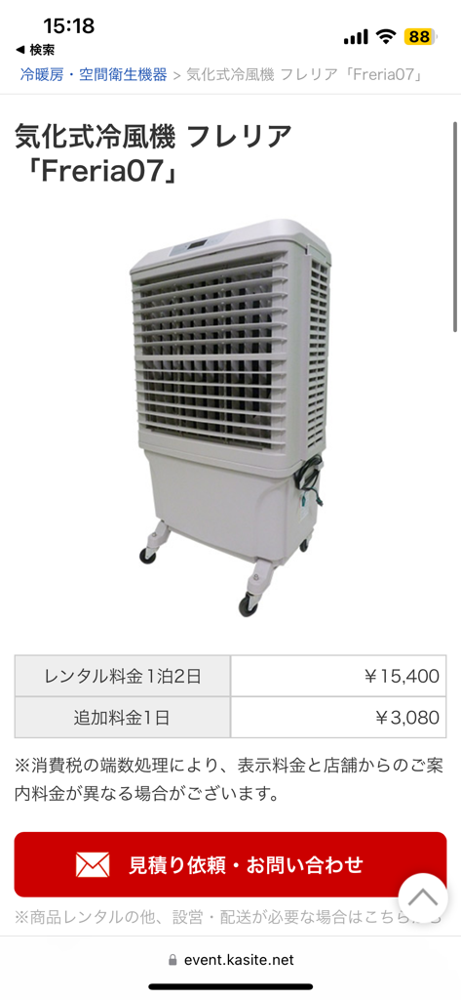 15:18
88
◀ 検索
冷暖房・空間衛生機器 > 気化式冷風機 フレリア「Freria07」
気化式冷風機 フレリア
「Freria07」
レンタル料金1泊2日 ￥15,400
追加料金1日 ￥3,080
※消費税の端数処理により、表示料金と店舗からのご案
内料金が異なる場合がございます。
見積り依頼・お問い合わせ
※商品レンタルの他、設営・配送が必要な場合はこちら
event.kasite.net